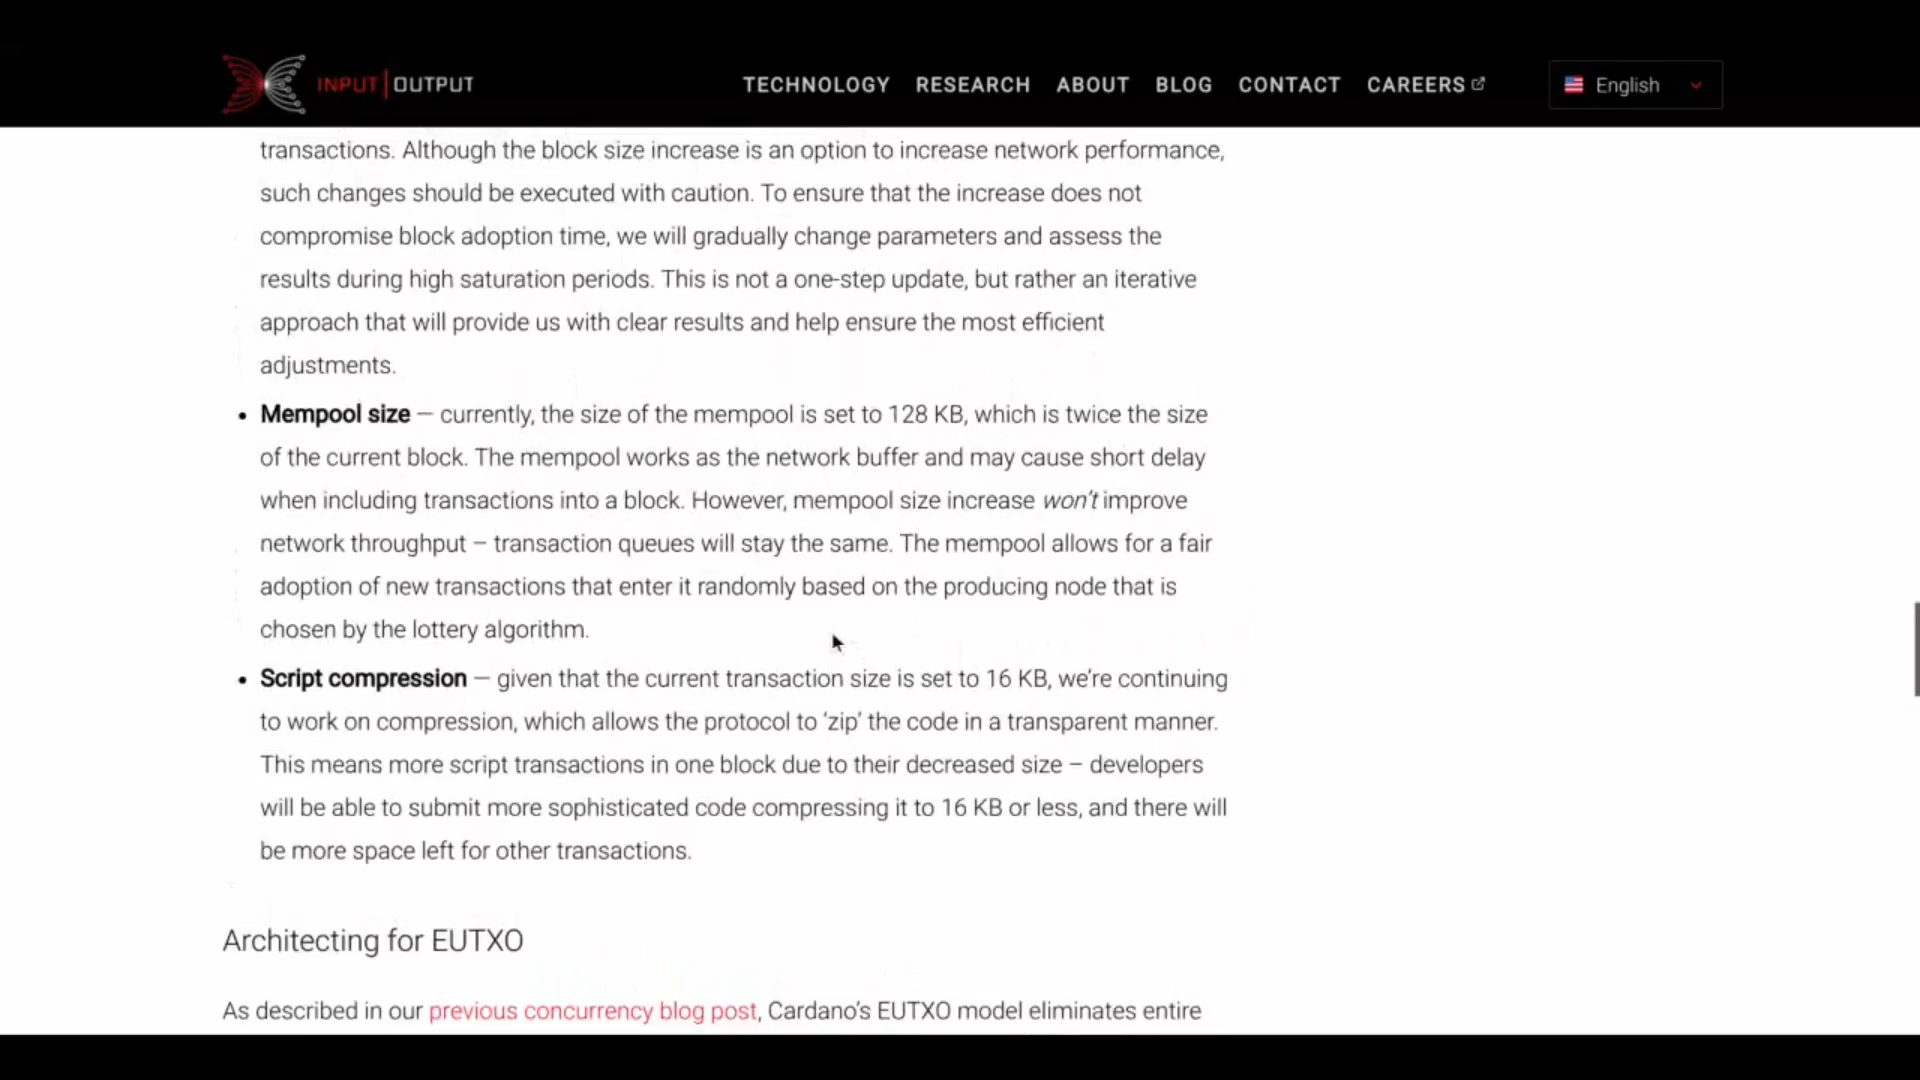 INPUT | OUTPUT
TECHNOLOGY RESEARCH ABOUT BLOG CONTACT CAREERS
English
transactions. Although the block size increase is an option to increase network performance,
such changes should be executed with caution. To ensure that the increase does not
compromise block adoption time, we will gradually change parameters and assess the
results during high saturation periods. This is not a one-step update, but rather an iterative
approach that will provide us with clear results and help ensure the most efficient
adjustments.
• Mempool size – currently, the size of the mempool is set to 128 KB, which is twice the size
of the current block. The mempool works as the network buffer and may cause short delay
when including transactions into a block. However, mempool size increase won't improve
network throughput – transaction queues will stay the same. The mempool allows for a fair
adoption of new transactions that enter it randomly based on the producing node that is
chosen by the lottery algorithm.
• Script compression – given that the current transaction size is set to 16 KB, we're continuing
to work on compression, which allows the protocol to 'zip' the code in a transparent manner.
This means more script transactions in one block due to their decreased size – developers
will be able to submit more sophisticated code compressing it to 16 KB or less, and there will
be more space left for other transactions.
Architecting for EUTXO
As described in our previous concurrency blog post, Cardano's EUTXO model eliminates entire